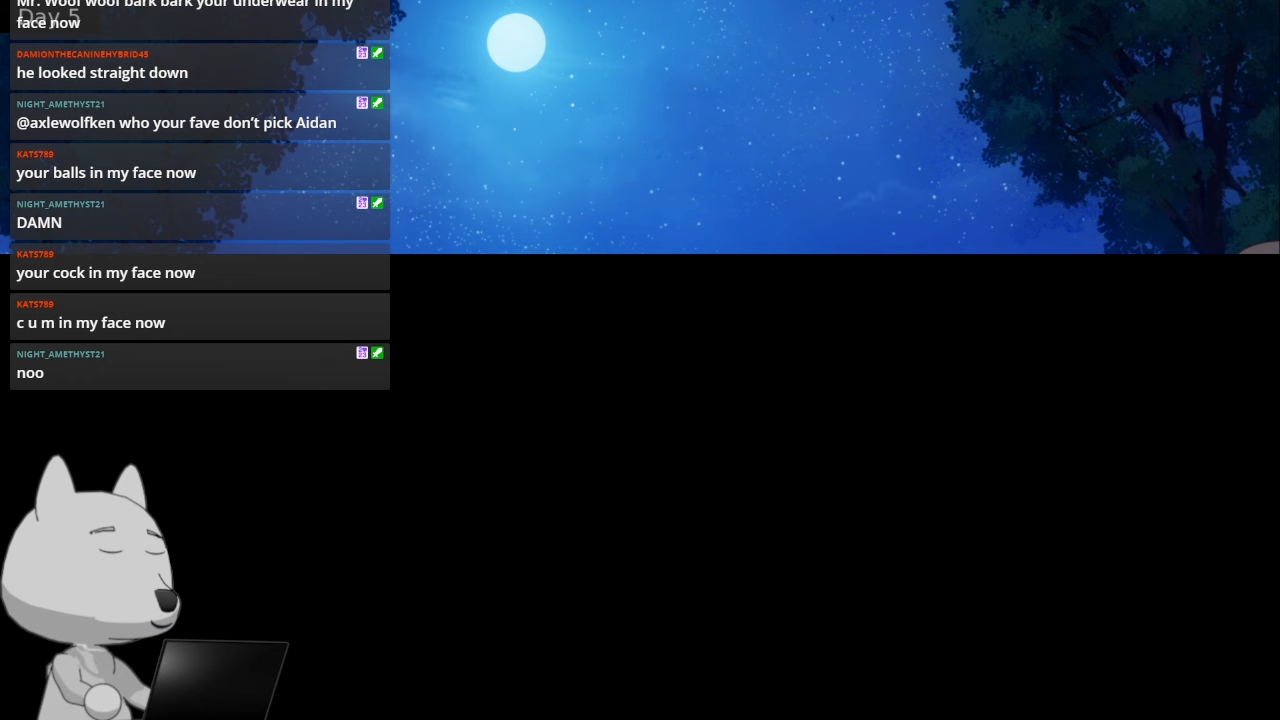 Mr. Woof woof bark bark your underwear in my
Day 5
face now
DAMIONTHECANINEHYBRID45
he looked straight down
NIGHT_AMETHYST21
@axlewolfken who your fave don't pick Aidan
KATS789
your balls in my face now
NIGHT_AMETHYST21
DAMN
KATS789
your cock in my face now
KATS789
c u m in my face now
NIGHT_AMETHYST21
noo